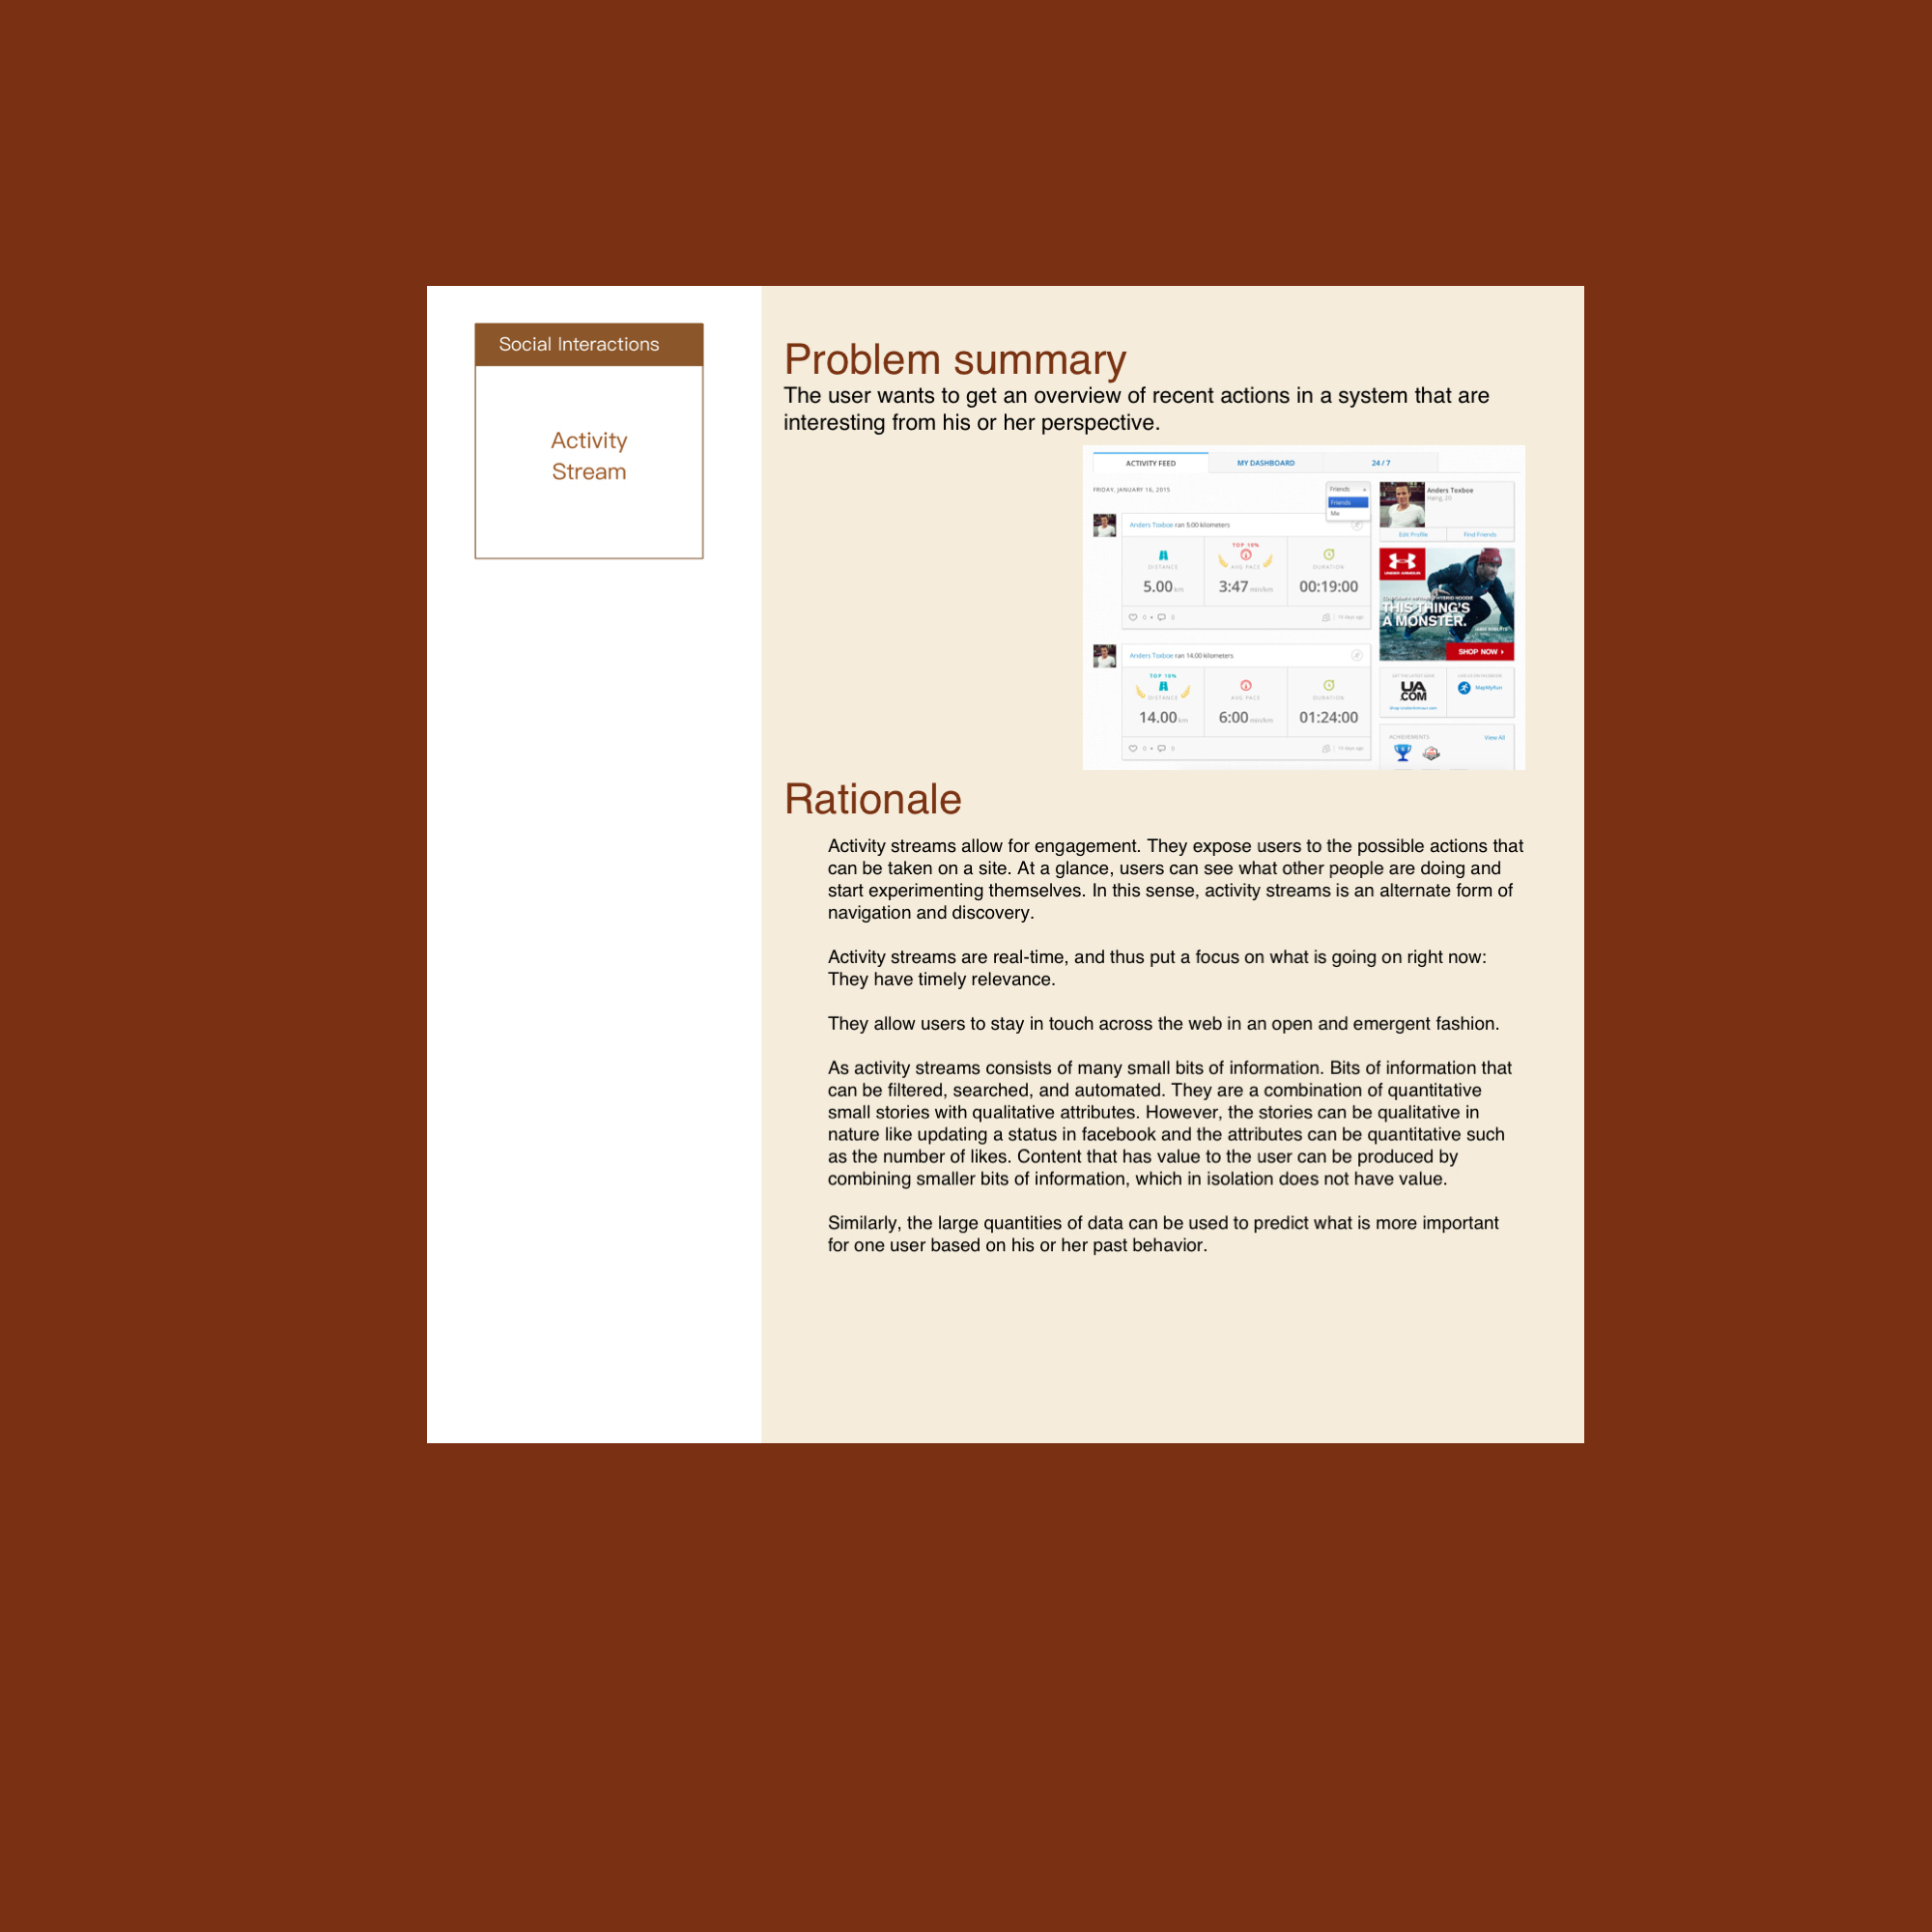 Social Interactions
Activity
Stream
Problem summary
The user wants to get an overview of recent actions in a system that are
interesting from his or her perspective.
ACTIVITY FEED
MY DASHBOARD
24 / 7
FRIDAY, JANUARY 16, 2015
Friends
Friends
Me
Anders Toxboe ran 5.00 kilometers
TOP 10%
DISTANCE
AVG PACE
DURATION
5.00 km
3:47 min/km
00:19:00
0 • 0
Anders Toxboe ran 14.00 kilometers
TOP 10%
DISTANCE
AVG PACE
DURATION
14.00 km
6:00 min/km
01:24:00
0 • 0
Anders Toxboe
Edit Profile
Find Friends
UNDER ARMOUR
THIS THING'S
A MONSTER.
SHOP NOW
UA
.COM
MapMyRun
ACHIEVEMENTS
View All
Rationale
Activity streams allow for engagement. They expose users to the possible actions that
can be taken on a site. At a glance, users can see what other people are doing and
start experimenting themselves. In this sense, activity streams is an alternate form of
navigation and discovery.
Activity streams are real-time, and thus put a focus on what is going on right now:
They have timely relevance.
They allow users to stay in touch across the web in an open and emergent fashion.
As activity streams consists of many small bits of information. Bits of information that
can be filtered, searched, and automated. They are a combination of quantitative
small stories with qualitative attributes. However, the stories can be qualitative in
nature like updating a status in facebook and the attributes can be quantitative such
as the number of likes. Content that has value to the user can be produced by
combining smaller bits of information, which in isolation does not have value.
Similarly, the large quantities of data can be used to predict what is more important
for one user based on his or her past behavior.